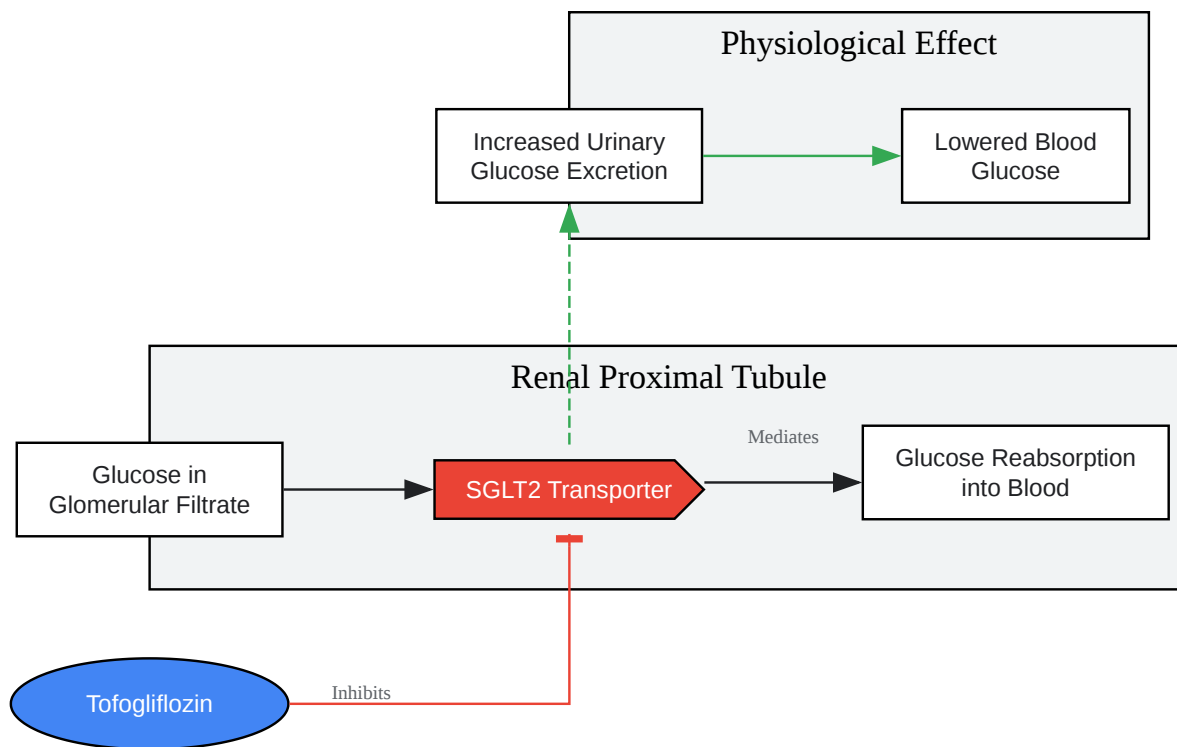 Physiological Effect
Increased Urinary
Glucose Excretion
Lowered Blood
Glucose
Renal Proximal Tubule
Glucose in
Glomerular Filtrate
SGLT2 Transporter
Mediates
Glucose Reabsorption
into Blood
Tofogliflozin
Inhibits